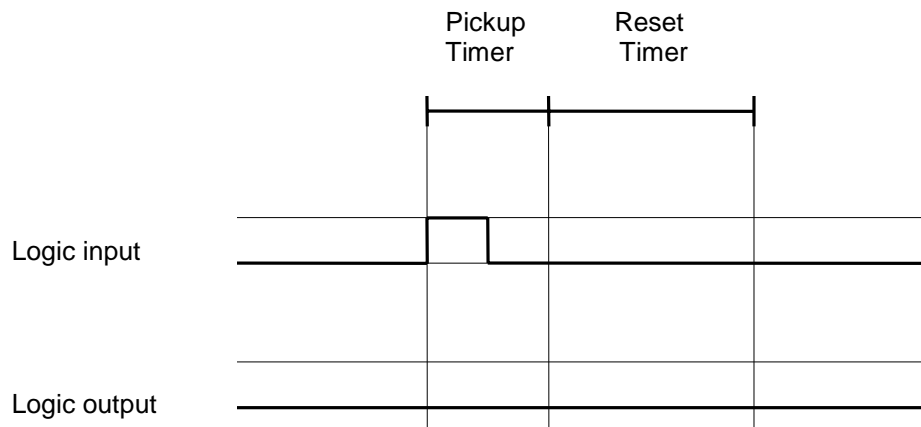 Pickup
Timer
Reset
Timer
Logic input
Logic output